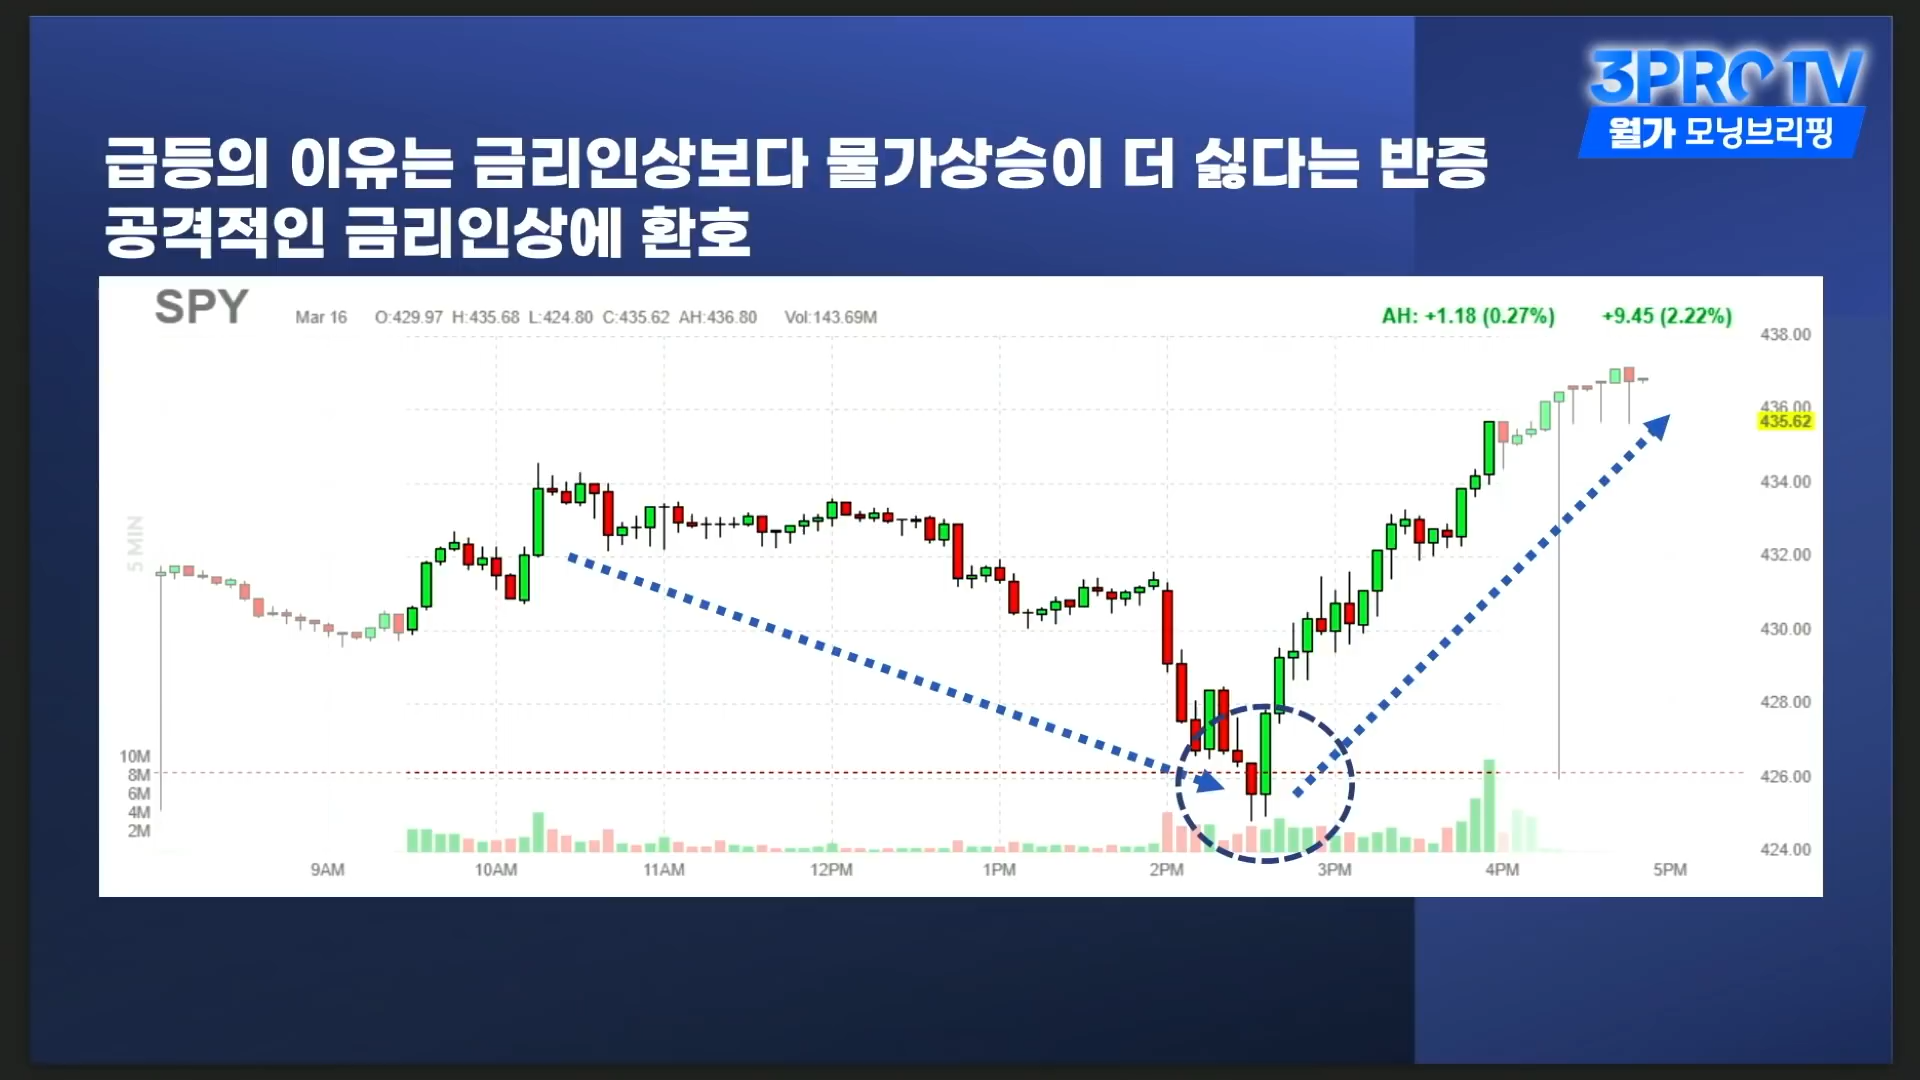 3PRO TV
월가 모닝브리핑
급등의 이유는 금리인상보다 물가상승이 더 싫다는 반증
공격적인 금리인상에 환호
SPY Mar 16 O:429.97 H:435.68 L:424.80 C:435.62 AH:436.80 Vol:143.69M AH: +1.18 (0.27%) +9.45 (2.22%)
438.00
436.00
435.62
434.00
432.00
430.00
428.00
426.00
424.00
5 MIN
10M
8M
6M
4M
2M
9AM 10AM 11AM 12PM 1PM 2PM 3PM 4PM 5PM